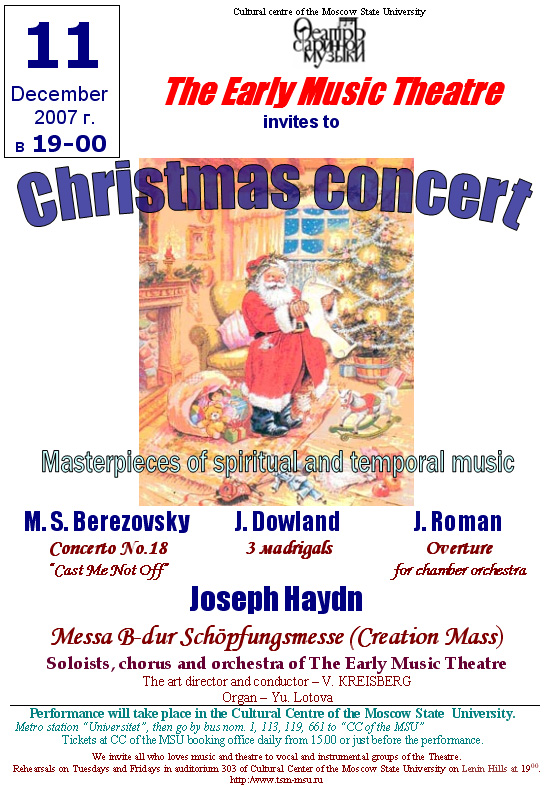 Cultural centre of the Moscow State University
11
December
2007 г.
в 19-00
Театр
старинной
музыки
The Early Music Theatre
invites to
Christmas concert
Masterpieces of spiritual and temporal music
M. S. Berezovsky
Concerto No.18
“Cast Me Not Off”
J. Dowland
3 мadrigals
J. Roman
Overture
for chamber orchestra
Joseph Haydn
Messa B-dur Schöpfungsmesse (Creation Mass)
Soloists, chorus and orchestra of The Early Music Theatre
The art director and conductor – V. KREISBERG
Organ – Yu. Lotova
Performance will take place in the Cultural Centre of the Moscow State University.
Metro station “Universitet”, then go by bus nom. 1, 113, 119, 661 to “CC of the MSU”
Tickets at CC of the MSU booking office daily from 15.00 or just before the performance.
We invite all who loves music and theatre to vocal and instrumental groups of the Theatre.
Rehearsals on Tuesdays and Fridays in auditorium 303 of Cultural Center of the Moscow State University on Lenin Hills at 19⁰⁰.
http:/www.tsm-msu.ru